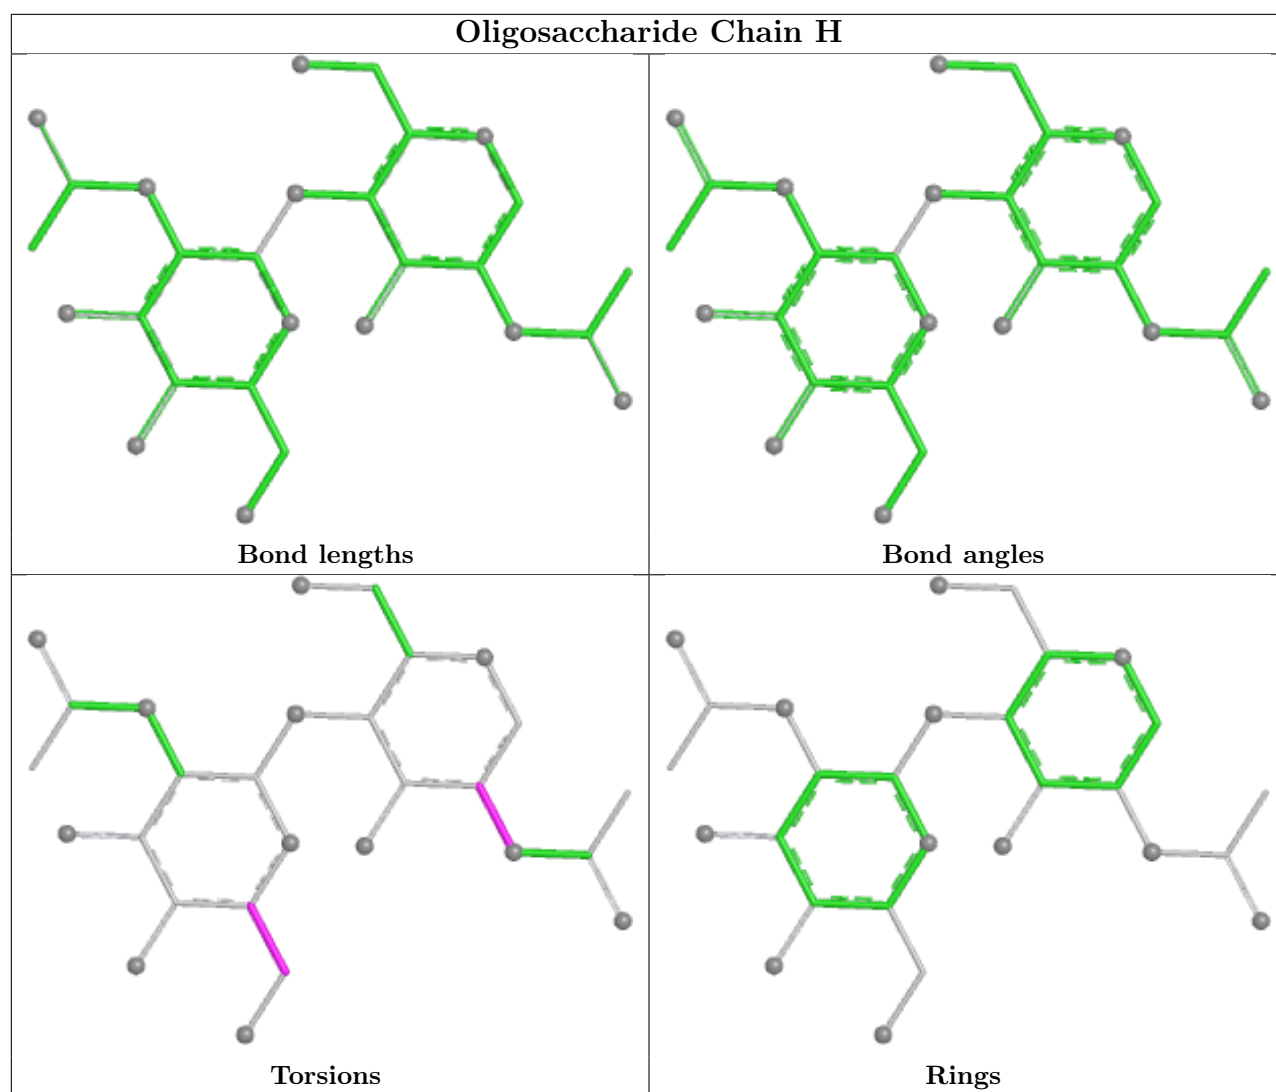 Oligosaccharide Chain H
Bond lengths
Bond angles
Torsions
Rings